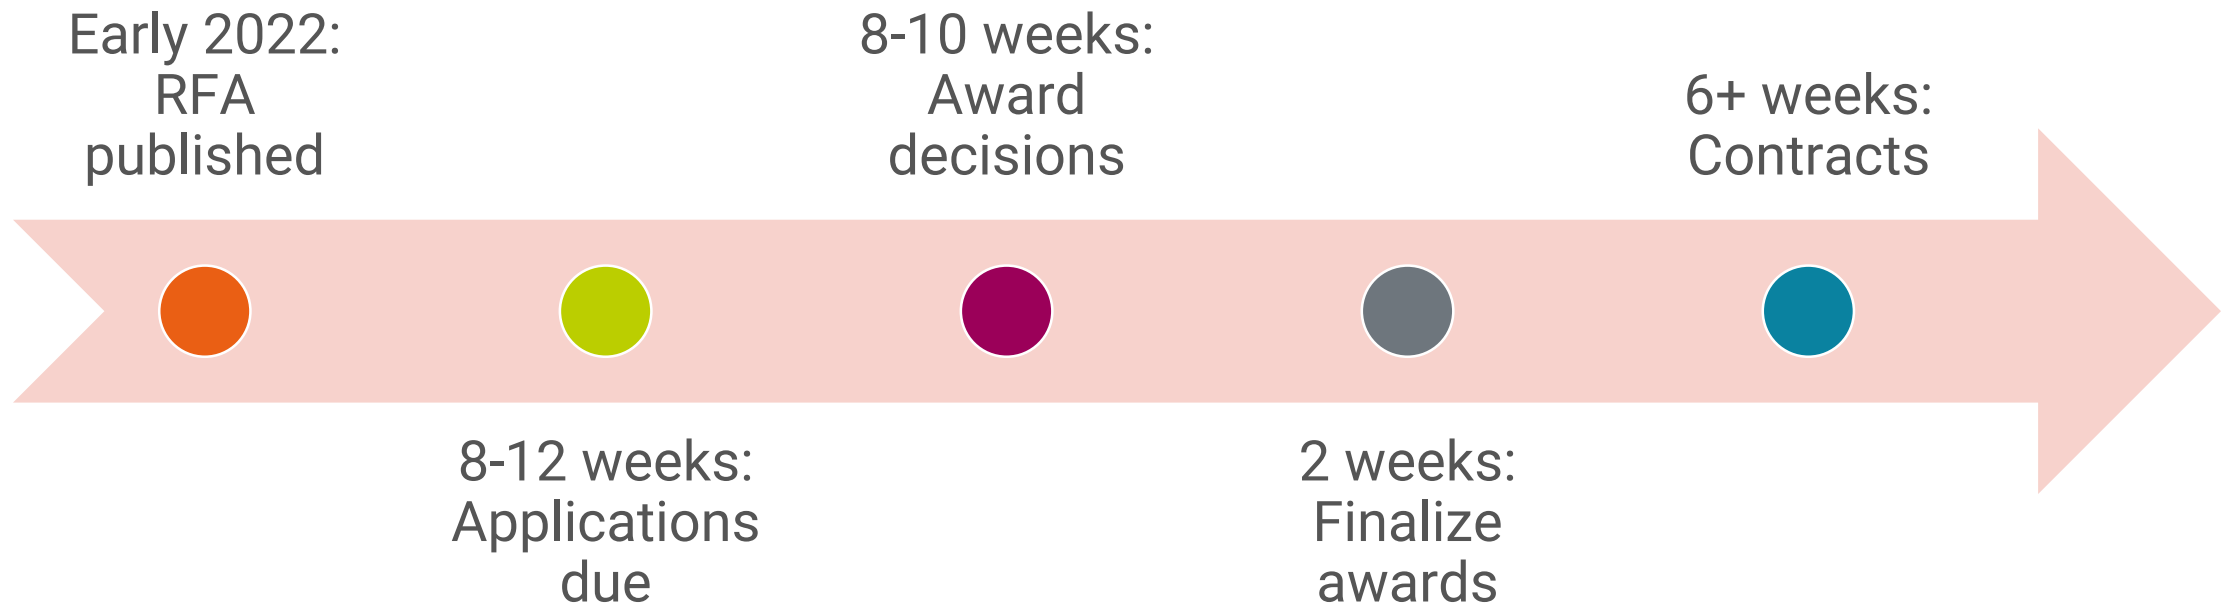 Early 2022:
RFA
published
8-12 weeks:
Applications
due
8-10 weeks:
Award
decisions
2 weeks:
Finalize
awards
6+ weeks:
Contracts